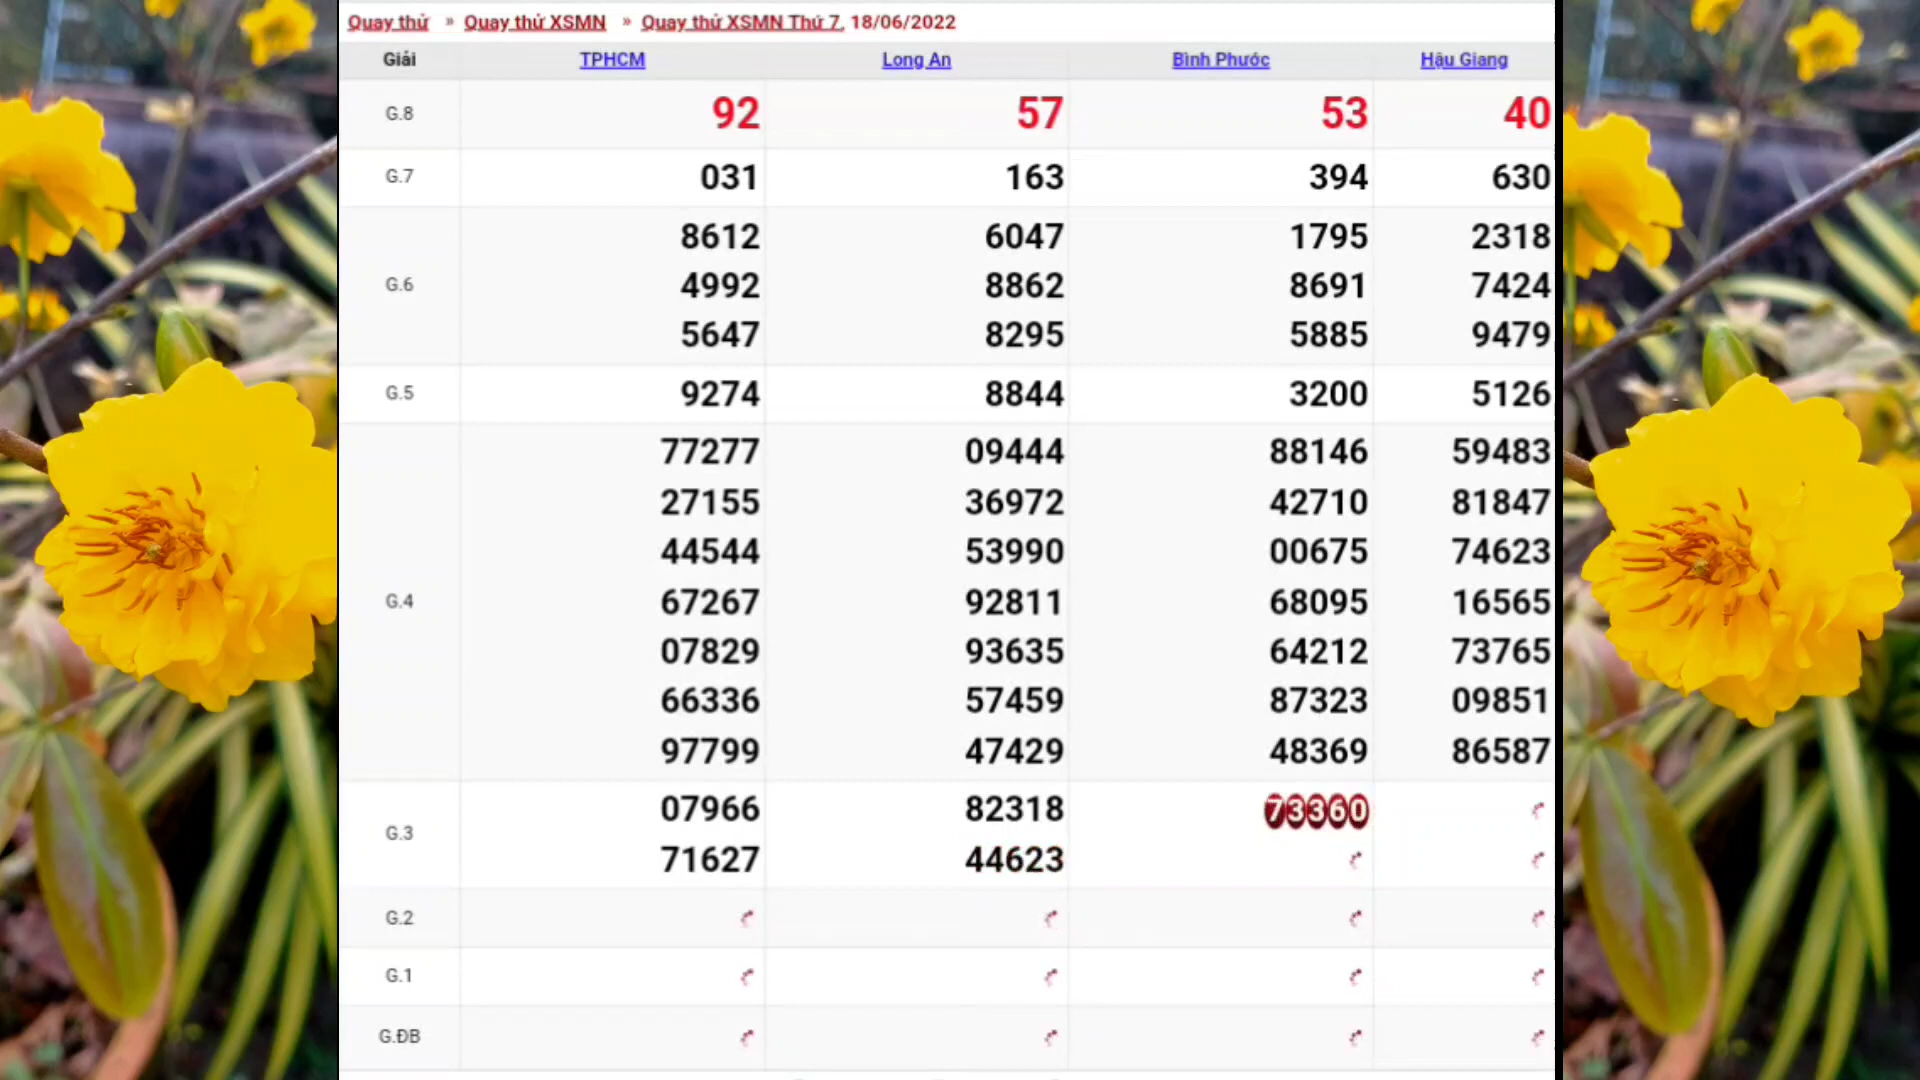 Quay thử » Quay thử XSMN » Quay thử XSMN Thứ 7, 18/06/2022
Giải TPHCM Long An Bình Phước Hậu Giang
G.8 92 57 53 40
G.7 031 163 394 630
G.6
8612 6047 1795 2318
4992 8862 8691 7424
5647 8295 5885 9479
G.5 9274 8844 3200 5126
G.4
77277 09444 88146 59483
27155 36972 42710 81847
44544 53990 00675 74623
67267 92811 68095 16565
07829 93635 64212 73765
66336 57459 87323 09851
97799 47429 48369 86587
G.3
07966 82318 73360
71627 44623
G.2
G.1
G.ĐB